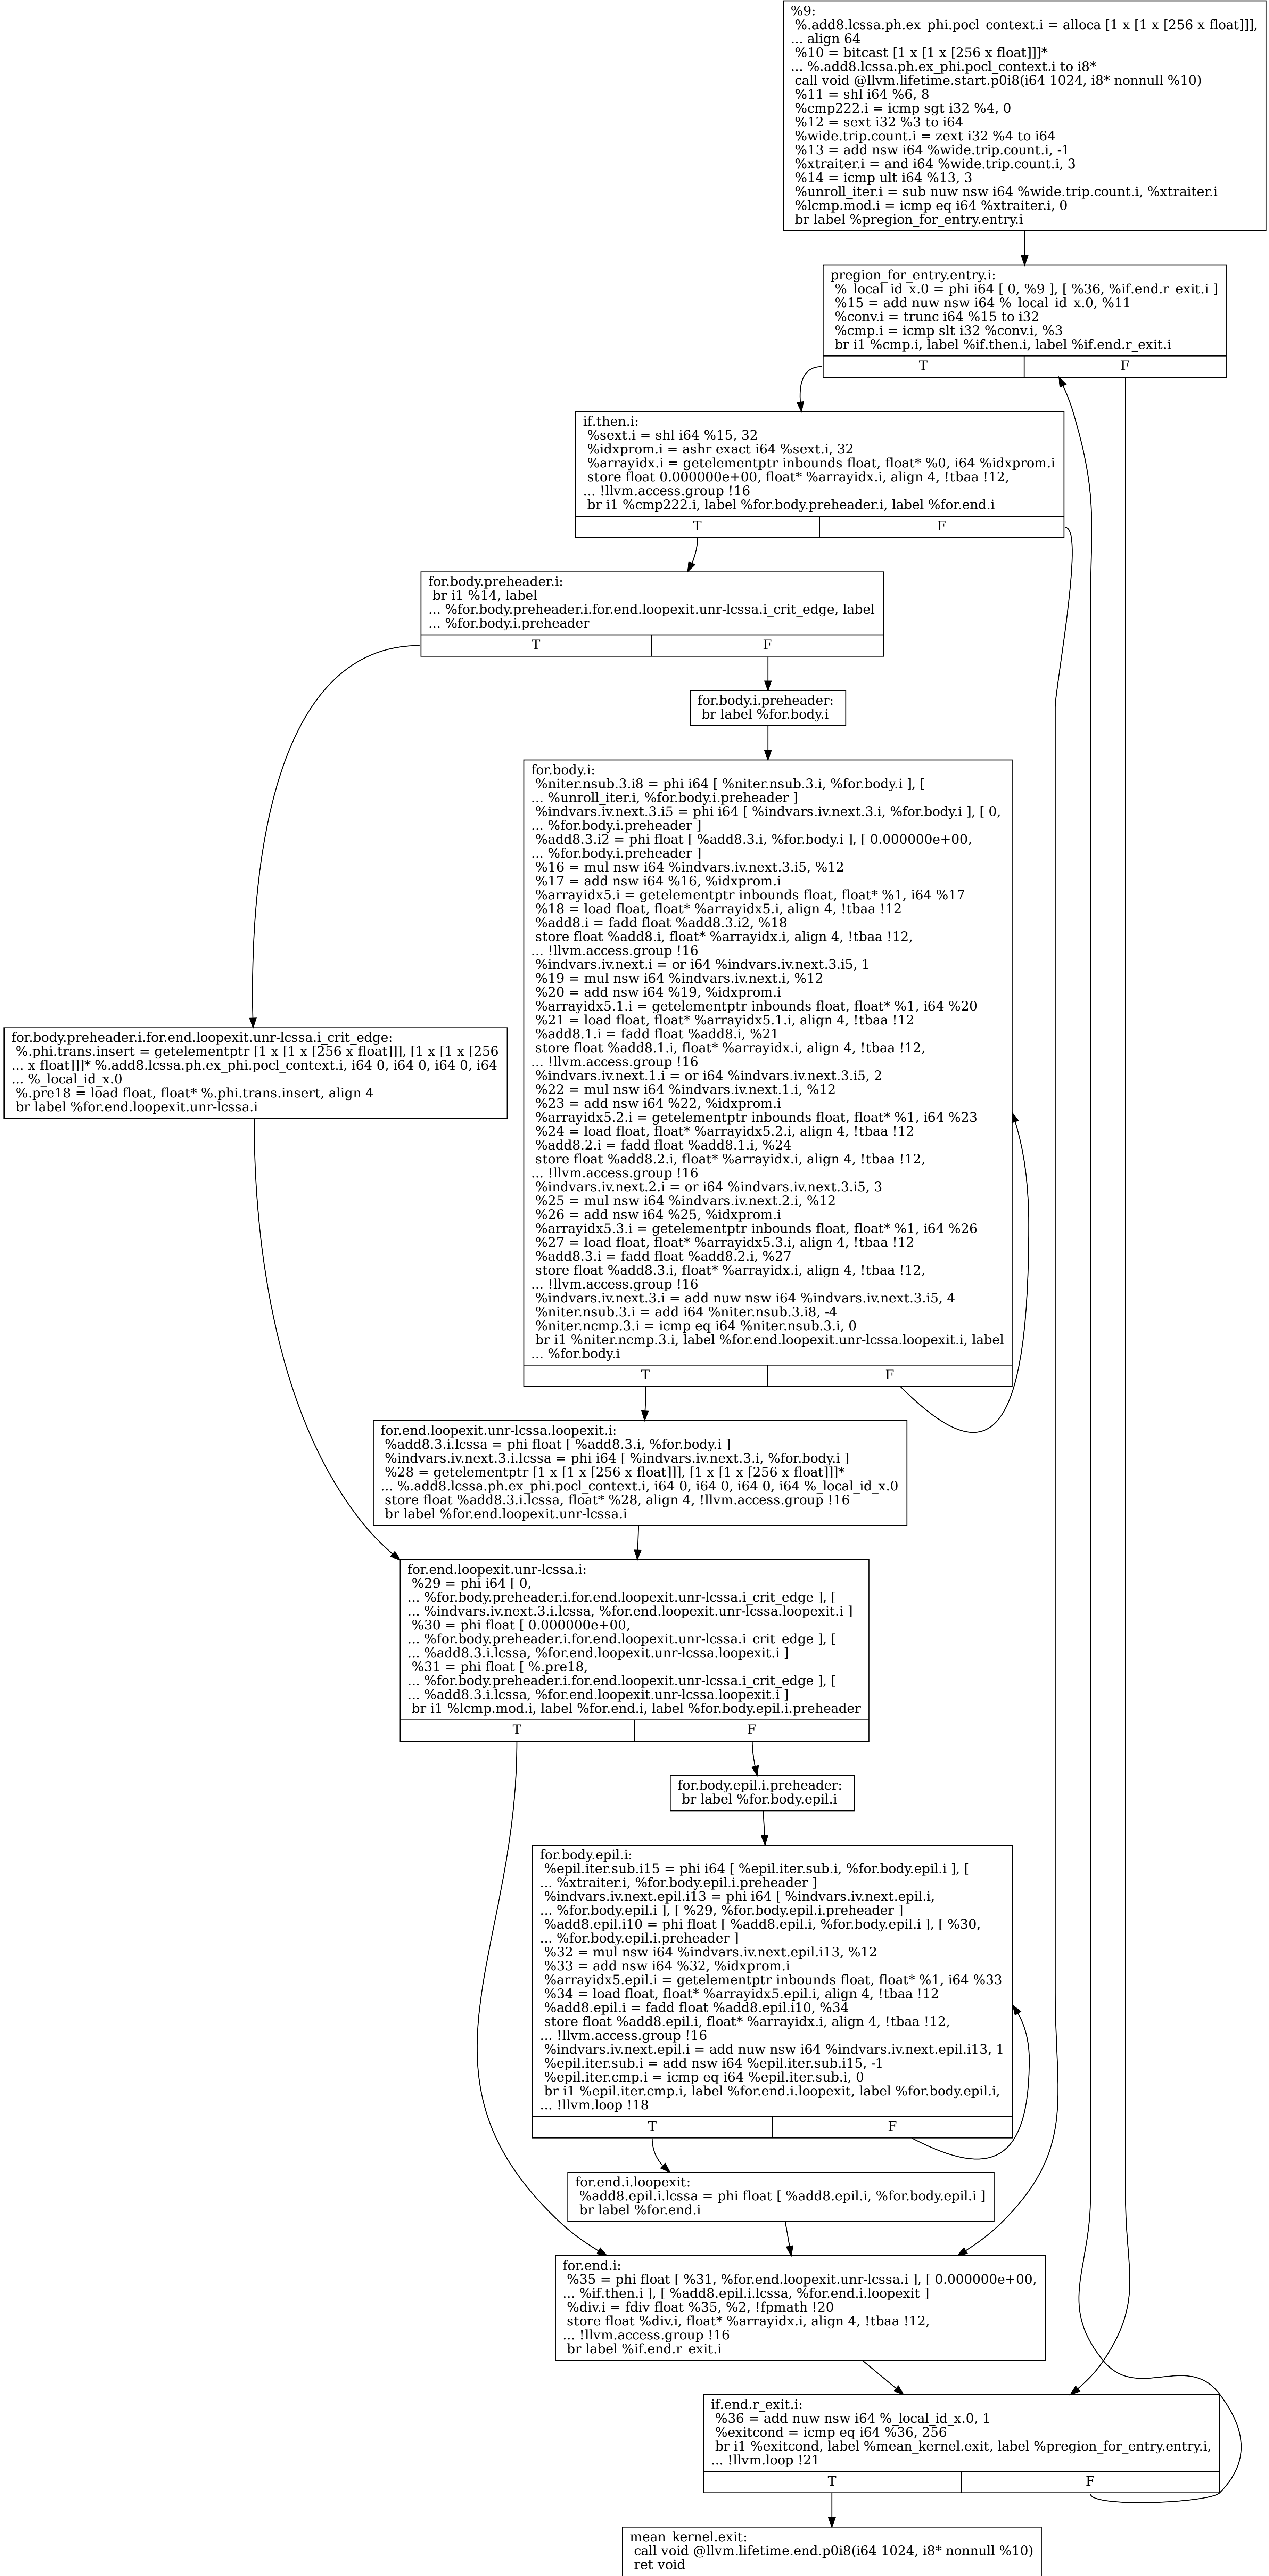 %9:
%.add8.lcssa.ph.ex_phi.pocl_context.i = alloca [1 x [1 x [256 x float]]],
... align 64
%10 = bitcast [1 x [1 x [256 x float]]]*
... %.add8.lcssa.ph.ex_phi.pocl_context.i to i8*
call void @llvm.lifetime.start.p0i8(i64 1024, i8* nonnull %10)
%11 = shl i64 %6, 8
%cmp222.i = icmp sgt i32 %4, 0
%12 = sext i32 %3 to i64
%wide.trip.count.i = zext i32 %4 to i64
%13 = add nsw i64 %wide.trip.count.i, -1
%xtraiter.i = and i64 %wide.trip.count.i, 3
%14 = icmp ult i64 %13, 3
%unroll_iter.i = sub nuw nsw i64 %wide.trip.count.i, %xtraiter.i
%lcmp.mod.i = icmp eq i64 %xtraiter.i, 0
br label %pregion_for_entry.entry.i
pregion_for_entry.entry.i:
%_local_id_x.0 = phi i64 [ 0, %9 ], [ %36, %if.end.r_exit.i ]
%15 = add nuw nsw i64 %_local_id_x.0, %11
%conv.i = trunc i64 %15 to i32
%cmp.i = icmp slt i32 %conv.i, %3
br i1 %cmp.i, label %if.then.i, label %if.end.r_exit.i
T F
if.then.i:
%sext.i = shl i64 %15, 32
%idxprom.i = ashr exact i64 %sext.i, 32
%arrayidx.i = getelementptr inbounds float, float* %0, i64 %idxprom.i
store float 0.000000e+00, float* %arrayidx.i, align 4, !tbaa !12,
... !llvm.access.group !16
br i1 %cmp222.i, label %for.body.preheader.i, label %for.end.i
T F
for.body.preheader.i:
br i1 %14, label
... %for.body.preheader.i.for.end.loopexit.unr-lcssa.i_crit_edge, label
... %for.body.i.preheader
T F
for.body.i.preheader:
br label %for.body.i
for.body.i:
%niter.nsub.3.i8 = phi i64 [ %niter.nsub.3.i, %for.body.i ], [
... %unroll_iter.i, %for.body.i.preheader ]
%indvars.iv.next.3.i5 = phi i64 [ %indvars.iv.next.3.i, %for.body.i ], [ 0,
... %for.body.i.preheader ]
%add8.3.i2 = phi float [ %add8.3.i, %for.body.i ], [ 0.000000e+00,
... %for.body.i.preheader ]
%16 = mul nsw i64 %indvars.iv.next.3.i5, %12
%17 = add nsw i64 %16, %idxprom.i
%arrayidx5.i = getelementptr inbounds float, float* %1, i64 %17
%18 = load float, float* %arrayidx5.i, align 4, !tbaa !12
%add8.i = fadd float %add8.3.i2, %18
store float %add8.i, float* %arrayidx.i, align 4, !tbaa !12,
... !llvm.access.group !16
%indvars.iv.next.i = or i64 %indvars.iv.next.3.i5, 1
%19 = mul nsw i64 %indvars.iv.next.i, %12
%20 = add nsw i64 %19, %idxprom.i
%arrayidx5.1.i = getelementptr inbounds float, float* %1, i64 %20
%21 = load float, float* %arrayidx5.1.i, align 4, !tbaa !12
%add8.1.i = fadd float %add8.i, %21
store float %add8.1.i, float* %arrayidx.i, align 4, !tbaa !12,
... !llvm.access.group !16
%indvars.iv.next.1.i = or i64 %indvars.iv.next.3.i5, 2
%22 = mul nsw i64 %indvars.iv.next.1.i, %12
%23 = add nsw i64 %22, %idxprom.i
%arrayidx5.2.i = getelementptr inbounds float, float* %1, i64 %23
%24 = load float, float* %arrayidx5.2.i, align 4, !tbaa !12
%add8.2.i = fadd float %add8.1.i, %24
store float %add8.2.i, float* %arrayidx.i, align 4, !tbaa !12,
... !llvm.access.group !16
%indvars.iv.next.2.i = or i64 %indvars.iv.next.3.i5, 3
%25 = mul nsw i64 %indvars.iv.next.2.i, %12
%26 = add nsw i64 %25, %idxprom.i
%arrayidx5.3.i = getelementptr inbounds float, float* %1, i64 %26
%27 = load float, float* %arrayidx5.3.i, align 4, !tbaa !12
%add8.3.i = fadd float %add8.2.i, %27
store float %add8.3.i, float* %arrayidx.i, align 4, !tbaa !12,
... !llvm.access.group !16
%indvars.iv.next.3.i = add nuw nsw i64 %indvars.iv.next.3.i5, 4
%niter.nsub.3.i = add i64 %niter.nsub.3.i8, -4
%niter.ncmp.3.i = icmp eq i64 %niter.nsub.3.i, 0
br i1 %niter.ncmp.3.i, label %for.end.loopexit.unr-lcssa.loopexit.i, label
... %for.body.i
T F
for.body.preheader.i.for.end.loopexit.unr-lcssa.i_crit_edge:
%.phi.trans.insert = getelementptr [1 x [1 x [256 x float]]], [1 x [1 x [256
... x float]]]* %.add8.lcssa.ph.ex_phi.pocl_context.i, i64 0, i64 0, i64 0, i64
... %_local_id_x.0
%.pre18 = load float, float* %.phi.trans.insert, align 4
br label %for.end.loopexit.unr-lcssa.i
for.end.loopexit.unr-lcssa.loopexit.i:
%add8.3.i.lcssa = phi float [ %add8.3.i, %for.body.i ]
%indvars.iv.next.3.i.lcssa = phi i64 [ %indvars.iv.next.3.i, %for.body.i ]
%28 = getelementptr [1 x [1 x [256 x float]]], [1 x [1 x [256 x float]]]*
... %.add8.lcssa.ph.ex_phi.pocl_context.i, i64 0, i64 0, i64 0, i64 %_local_id_x.0
store float %add8.3.i.lcssa, float* %28, align 4, !llvm.access.group !16
br label %for.end.loopexit.unr-lcssa.i
for.end.loopexit.unr-lcssa.i:
%29 = phi i64 [ 0,
... %for.body.preheader.i.for.end.loopexit.unr-lcssa.i_crit_edge ], [
... %indvars.iv.next.3.i.lcssa, %for.end.loopexit.unr-lcssa.loopexit.i ]
%30 = phi float [ 0.000000e+00,
... %for.body.preheader.i.for.end.loopexit.unr-lcssa.i_crit_edge ], [
... %add8.3.i.lcssa, %for.end.loopexit.unr-lcssa.loopexit.i ]
%31 = phi float [ %.pre18,
... %for.body.preheader.i.for.end.loopexit.unr-lcssa.i_crit_edge ], [
... %add8.3.i.lcssa, %for.end.loopexit.unr-lcssa.loopexit.i ]
br i1 %lcmp.mod.i, label %for.end.i, label %for.body.epil.i.preheader
T F
for.body.epil.i.preheader:
br label %for.body.epil.i
for.body.epil.i:
%epil.iter.sub.i15 = phi i64 [ %epil.iter.sub.i, %for.body.epil.i ], [
... %xtraiter.i, %for.body.epil.i.preheader ]
%indvars.iv.next.epil.i13 = phi i64 [ %indvars.iv.next.epil.i,
... %for.body.epil.i ], [ %29, %for.body.epil.i.preheader ]
%add8.epil.i10 = phi float [ %add8.epil.i, %for.body.epil.i ], [ %30,
... %for.body.epil.i.preheader ]
%32 = mul nsw i64 %indvars.iv.next.epil.i13, %12
%33 = add nsw i64 %32, %idxprom.i
%arrayidx5.epil.i = getelementptr inbounds float, float* %1, i64 %33
%34 = load float, float* %arrayidx5.epil.i, align 4, !tbaa !12
%add8.epil.i = fadd float %add8.epil.i10, %34
store float %add8.epil.i, float* %arrayidx.i, align 4, !tbaa !12,
... !llvm.access.group !16
%indvars.iv.next.epil.i = add nuw nsw i64 %indvars.iv.next.epil.i13, 1
%epil.iter.sub.i = add nsw i64 %epil.iter.sub.i15, -1
%epil.iter.cmp.i = icmp eq i64 %epil.iter.sub.i, 0
br i1 %epil.iter.cmp.i, label %for.end.i.loopexit, label %for.body.epil.i,
... !llvm.loop !18
T F
for.end.i.loopexit:
%add8.epil.i.lcssa = phi float [ %add8.epil.i, %for.body.epil.i ]
br label %for.end.i
for.end.i:
%35 = phi float [ %31, %for.end.loopexit.unr-lcssa.i ], [ 0.000000e+00,
... %if.then.i ], [ %add8.epil.i.lcssa, %for.end.i.loopexit ]
%div.i = fdiv float %35, %2, !fpmath !20
store float %div.i, float* %arrayidx.i, align 4, !tbaa !12,
... !llvm.access.group !16
br label %if.end.r_exit.i
if.end.r_exit.i:
%36 = add nuw nsw i64 %_local_id_x.0, 1
%exitcond = icmp eq i64 %36, 256
br i1 %exitcond, label %mean_kernel.exit, label %pregion_for_entry.entry.i,
... !llvm.loop !21
T F
mean_kernel.exit:
call void @llvm.lifetime.end.p0i8(i64 1024, i8* nonnull %10)
ret void